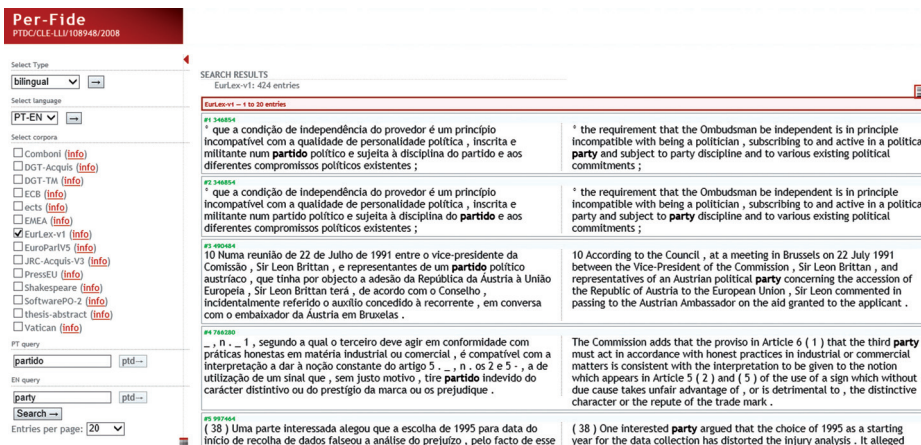 Per-Fide
PTDC/CLE-LLI/108948/2008
Select Type
bilingual
Select language
PT-EN
Select corpora
Comboni (info)
DGT-Acquis (info)
DGT-TM (info)
ECB (info)
ects (info)
EMEA (info)
EurLex-v1 (info)
EuroParlV5 (info)
JRC-Acquis-V3 (info)
PressEU (info)
Shakespeare (info)
SoftwarePO-2 (info)
thesis-abstract (info)
Vatican (info)
PT query
partido
ptd→
EN query
party
ptd→
Search →
Entries per page: 20
SEARCH RESULTS
EurLex-v1: 424 entries
EurLex-v1 — 1 to 20 entries
#1 346854
° que a condição de independência do provedor é um princípio
incompatível com a qualidade de personalidade política , inscrita e
militante num partido político e sujeita à disciplina do partido e aos
diferentes compromissos políticos existentes ;
° the requirement that the Ombudsman be independent is in principle
incompatible with being a politician , subscribing to and active in a politica
party and subject to party discipline and to various existing political
commitments ;
#2 346854
° que a condição de independência do provedor é um princípio
incompatível com a qualidade de personalidade política , inscrita e
militante num partido político e sujeita à disciplina do partido e aos
diferentes compromissos políticos existentes ;
° the requirement that the Ombudsman be independent is in principle
incompatible with being a politician , subscribing to and active in a politica
party and subject to party discipline and to various existing political
commitments ;
#3 490484
10 Numa reunião de 22 de Julho de 1991 entre o vice-presidente da
Comissão , Sir Leon Brittan , e representantes de um partido político
austríaco , que tinha por objecto a adesão da República da Áustria à União
Europeia , Sir Leon Brittan terá , de acordo com o Conselho ,
incidentalmente referido o auxílio concedido à recorrente , em conversa
com o embaixador da Áustria em Bruxelas .
10 According to the Council , at a meeting in Brussels on 22 July 1991
between the Vice-President of the Commission , Sir Leon Brittan , and
representatives of an Austrian political party concerning the accession of
the Republic of Austria to the European Union , Sir Leon commented in
passing to the Austrian Ambassador on the aid granted to the applicant .
#4 766280
_ , n . _ 1 , segundo a qual o terceiro deve agir em conformidade com
práticas honestas em matéria industrial ou comercial , é compatível com a
interpretação a dar à noção constante do artigo 5 . _ , n . os 2 e 5 · , a de
utilização de um sinal que , sem justo motivo , tire partido indevido do
carácter distintivo ou do prestígio da marca ou os prejudique .
The Commission adds that the proviso in Article 6 ( 1 ) that the third party
must act in accordance with honest practices in industrial or commercial
matters is consistent with the interpretation to be given to the notion
which appears in Article 5 ( 2 ) and ( 5 ) of the use of a sign which without
due cause takes unfair advantage of , or is detrimental to , the distinctive
character or the repute of the trade mark .
#5 997464
( 38 ) Uma parte interessada alegou que a escolha de 1995 para data do
início de recolha de dados falseou a análise do prejuízo , pelo facto de esse
( 38 ) One interested party argued that the choice of 1995 as a starting
year for the data collection has distorted the injury analysis . It alleged